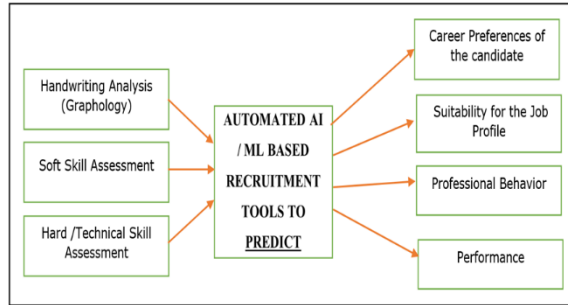 Handwriting Analysis
(Graphology)
Soft Skill Assessment
Hard /Technical Skill
Assessment
AUTOMATED AI
/ ML BASED
RECRUITMENT
TOOLS TO
PREDICT
Career Preferences of
the candidate
Suitability for the Job
Profile
Professional Behavior
Performance